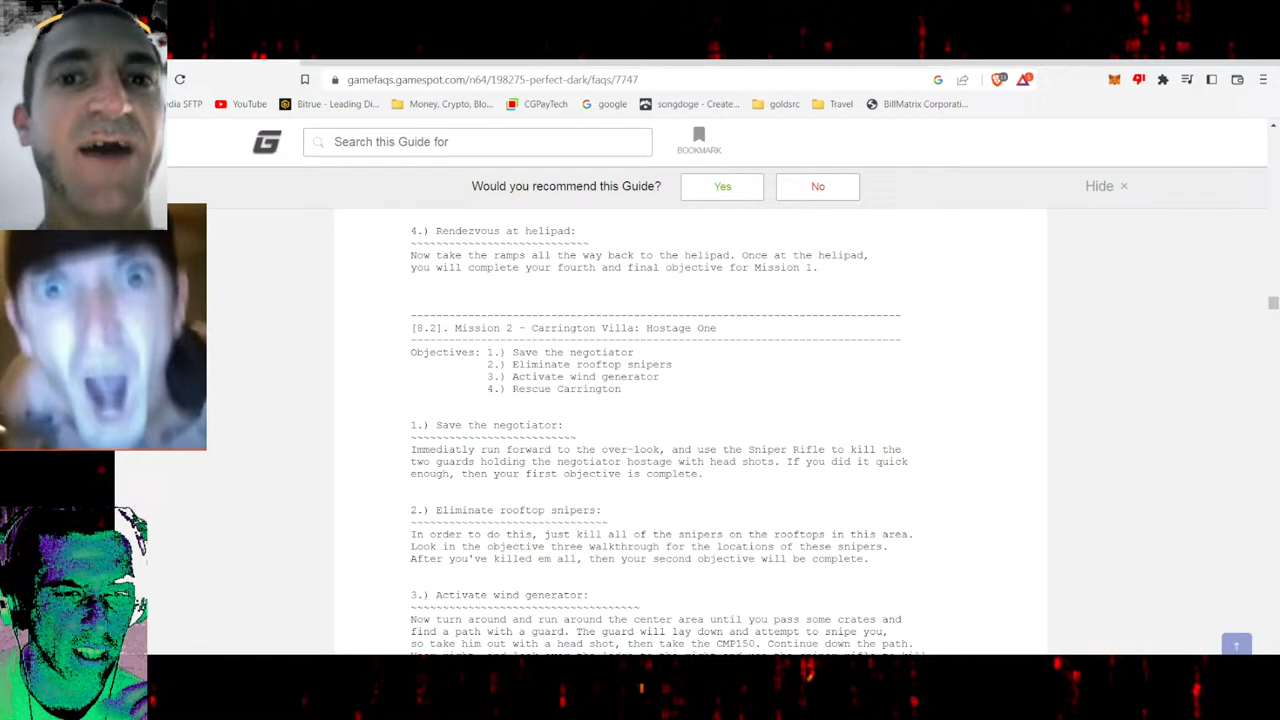 gamefaqs.gamespot.com/n64/198275-perfect-dark/faqs/7747
dia SFTP
YouTube
Bitrue - Leading Di...
Money, Crypto, Blo...
CGPayTech
google
songdoge - Create...
goldsrc
Travel
BillMatrix Corporati...
Search this Guide for
BOOKMARK
Would you recommend this Guide?
Yes
No
Hide ×
4.) Rendezvous at helipad:
~~~~~~~~~~~~~~~~~~~~~~~~~~~~~
Now take the ramps all the way back to the helipad. Once at the helipad,
you will complete your fourth and final objective for Mission 1.
--------------------------------------------------------------------------------
[8.2]. Mission 2 - Carrington Villa: Hostage One
--------------------------------------------------------------------------------
Objectives: 1.) Save the negotiator
2.) Eliminate rooftop snipers
3.) Activate wind generator
4.) Rescue Carrington
1.) Save the negotiator:
~~~~~~~~~~~~~~~~~~~~~~~~~~~
Immediatly run forward to the over-look, and use the Sniper Rifle to kill the
two guards holding the negotiator hostage with head shots. If you did it quick
enough, then your first objective is complete.
2.) Eliminate rooftop snipers:
~~~~~~~~~~~~~~~~~~~~~~~~~~~~~~~~
In order to do this, just kill all of the snipers on the rooftops in this area.
Look in the objective three walkthrough for the locations of these snipers.
After you've killed em all, then your second objective will be complete.
3.) Activate wind generator:
~~~~~~~~~~~~~~~~~~~~~~~~~~~~~~~~~~~~~
Now turn around and run around the center area until you pass some crates and
find a path with a guard. The guard will lay down and attempt to snipe you,
so take him out with a head shot, then take the CMP150. Continue down the path.